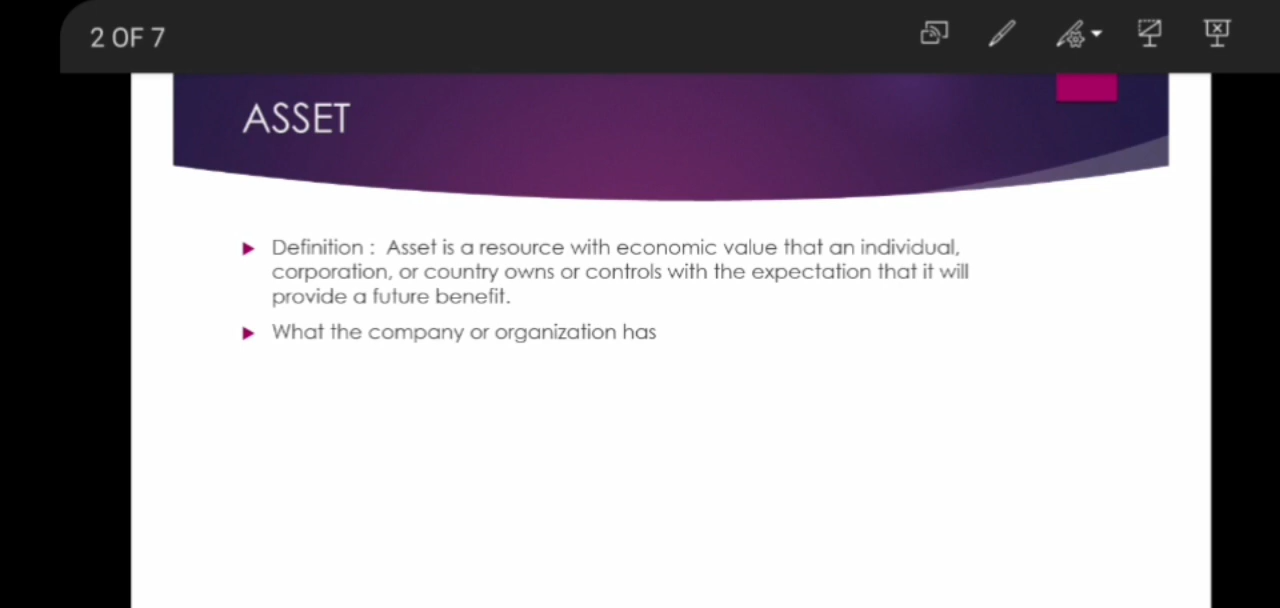 2 OF 7
ASSET
Definition : Asset is a resource with economic value that an individual,
corporation, or country owns or controls with the expectation that it will
provide a future benefit.
What the company or organization has